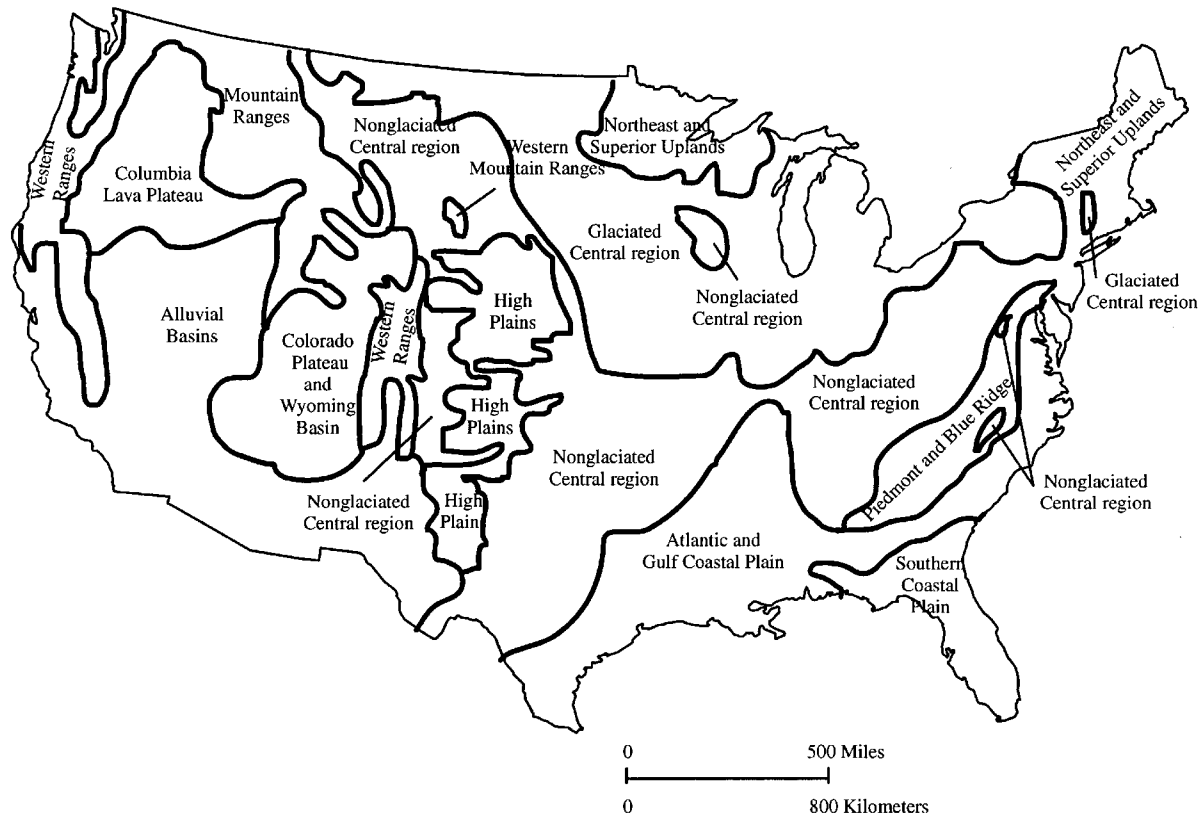 Mountain
Ranges
Nonglaciated
Central region
Northeast and
Superior Uplands
Northeast and
Superior Uplands
Western
Mountain Ranges
Western
Ranges
Columbia
Lava Plateau
Glaciated
Central region
Glaciated
Central region
Nonglaciated
Central region
Alluvial
Basins
High
Plains
Western
Ranges
Colorado
Plateau
and
Wyoming
Basin
Nonglaciated
Central region
High
Plains
Piedmont and Blue Ridge
Nonglaciated
Central region
Nonglaciated
Central region
Nonglaciated
Central region
High
Plain
Atlantic and
Gulf Coastal Plain
Southern
Coastal
Plain
0 500 Miles
0 800 Kilometers